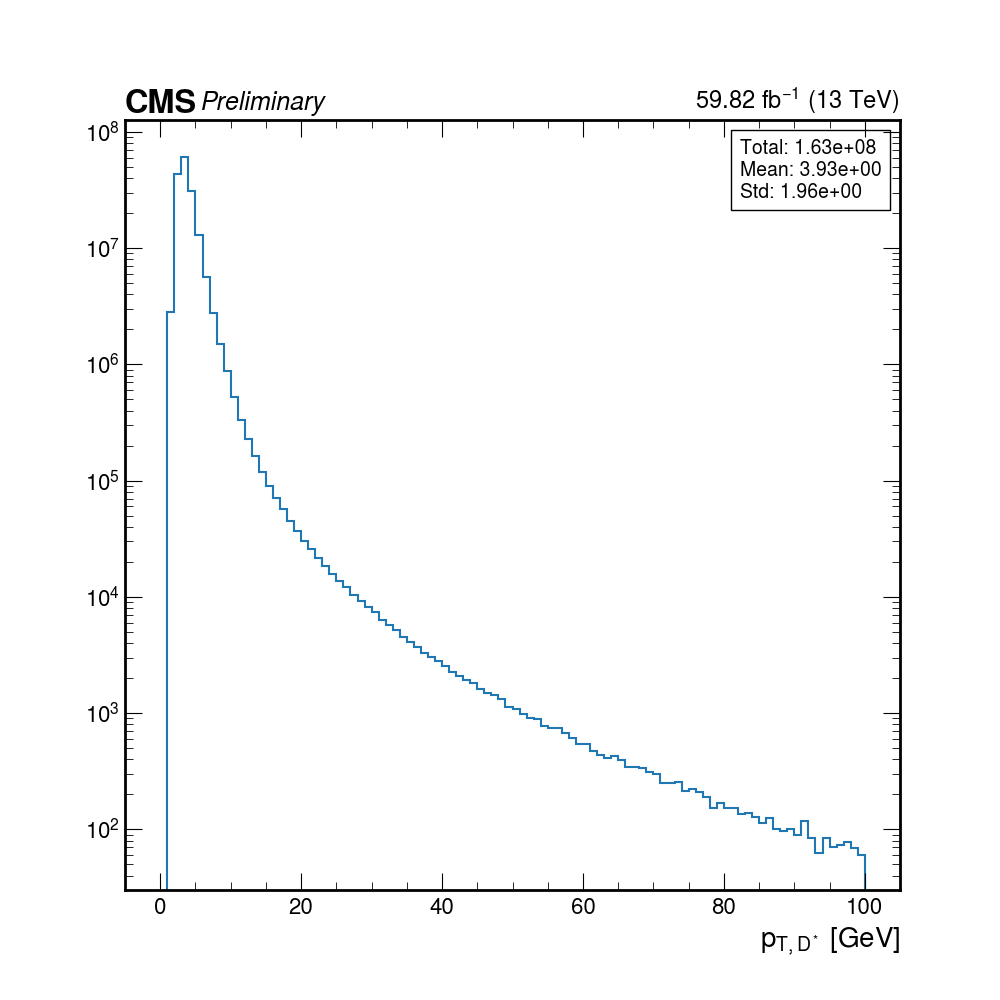 CMS Preliminary 59.82 fb⁻¹ (13 TeV)
Total: 1.63e+08
Mean: 3.93e+00
Std: 1.96e+00
10⁸
10⁷
10⁶
10⁵
10⁴
10³
10²
0 20 40 60 80 100
p_{T, D^*} [GeV]